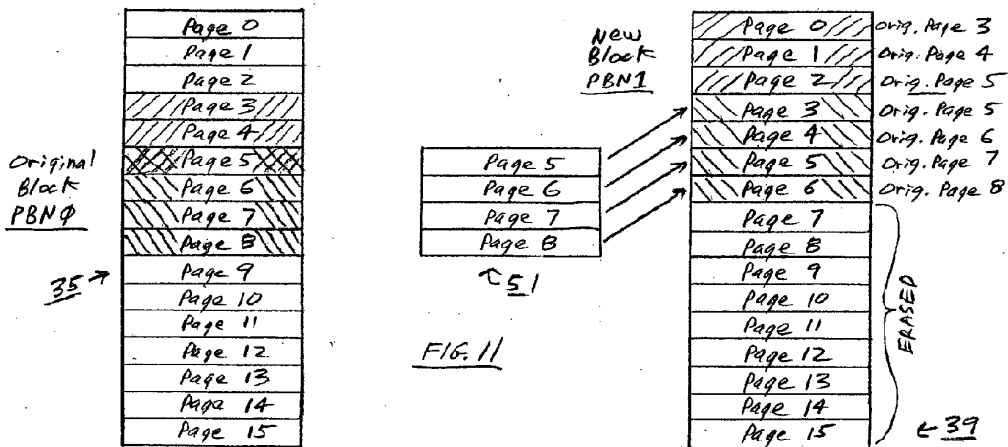 Page 0
Page 1
Page 2
Page 3
Page 4
Page 5
Page 6
Page 7
Page 8
Page 9
Page 10
Page 11
Page 12
Page 13
Page 14
Page 15
Original
Block
PBNØ
35
Page 5
Page 6
Page 7
Page 8
51
FIG. 11
New
Block
PBN1
Page 0 Orig. Page 3
Page 1 Orig. Page 4
Page 2 Orig. Page 5
Page 3 Orig. Page 5
Page 4 Orig. Page 6
Page 5 Orig. Page 7
Page 6 Orig. Page 8
Page 7
Page 8
Page 9
Page 10
Page 11
Page 12
Page 13
Page 14
Page 15
ERASED
39